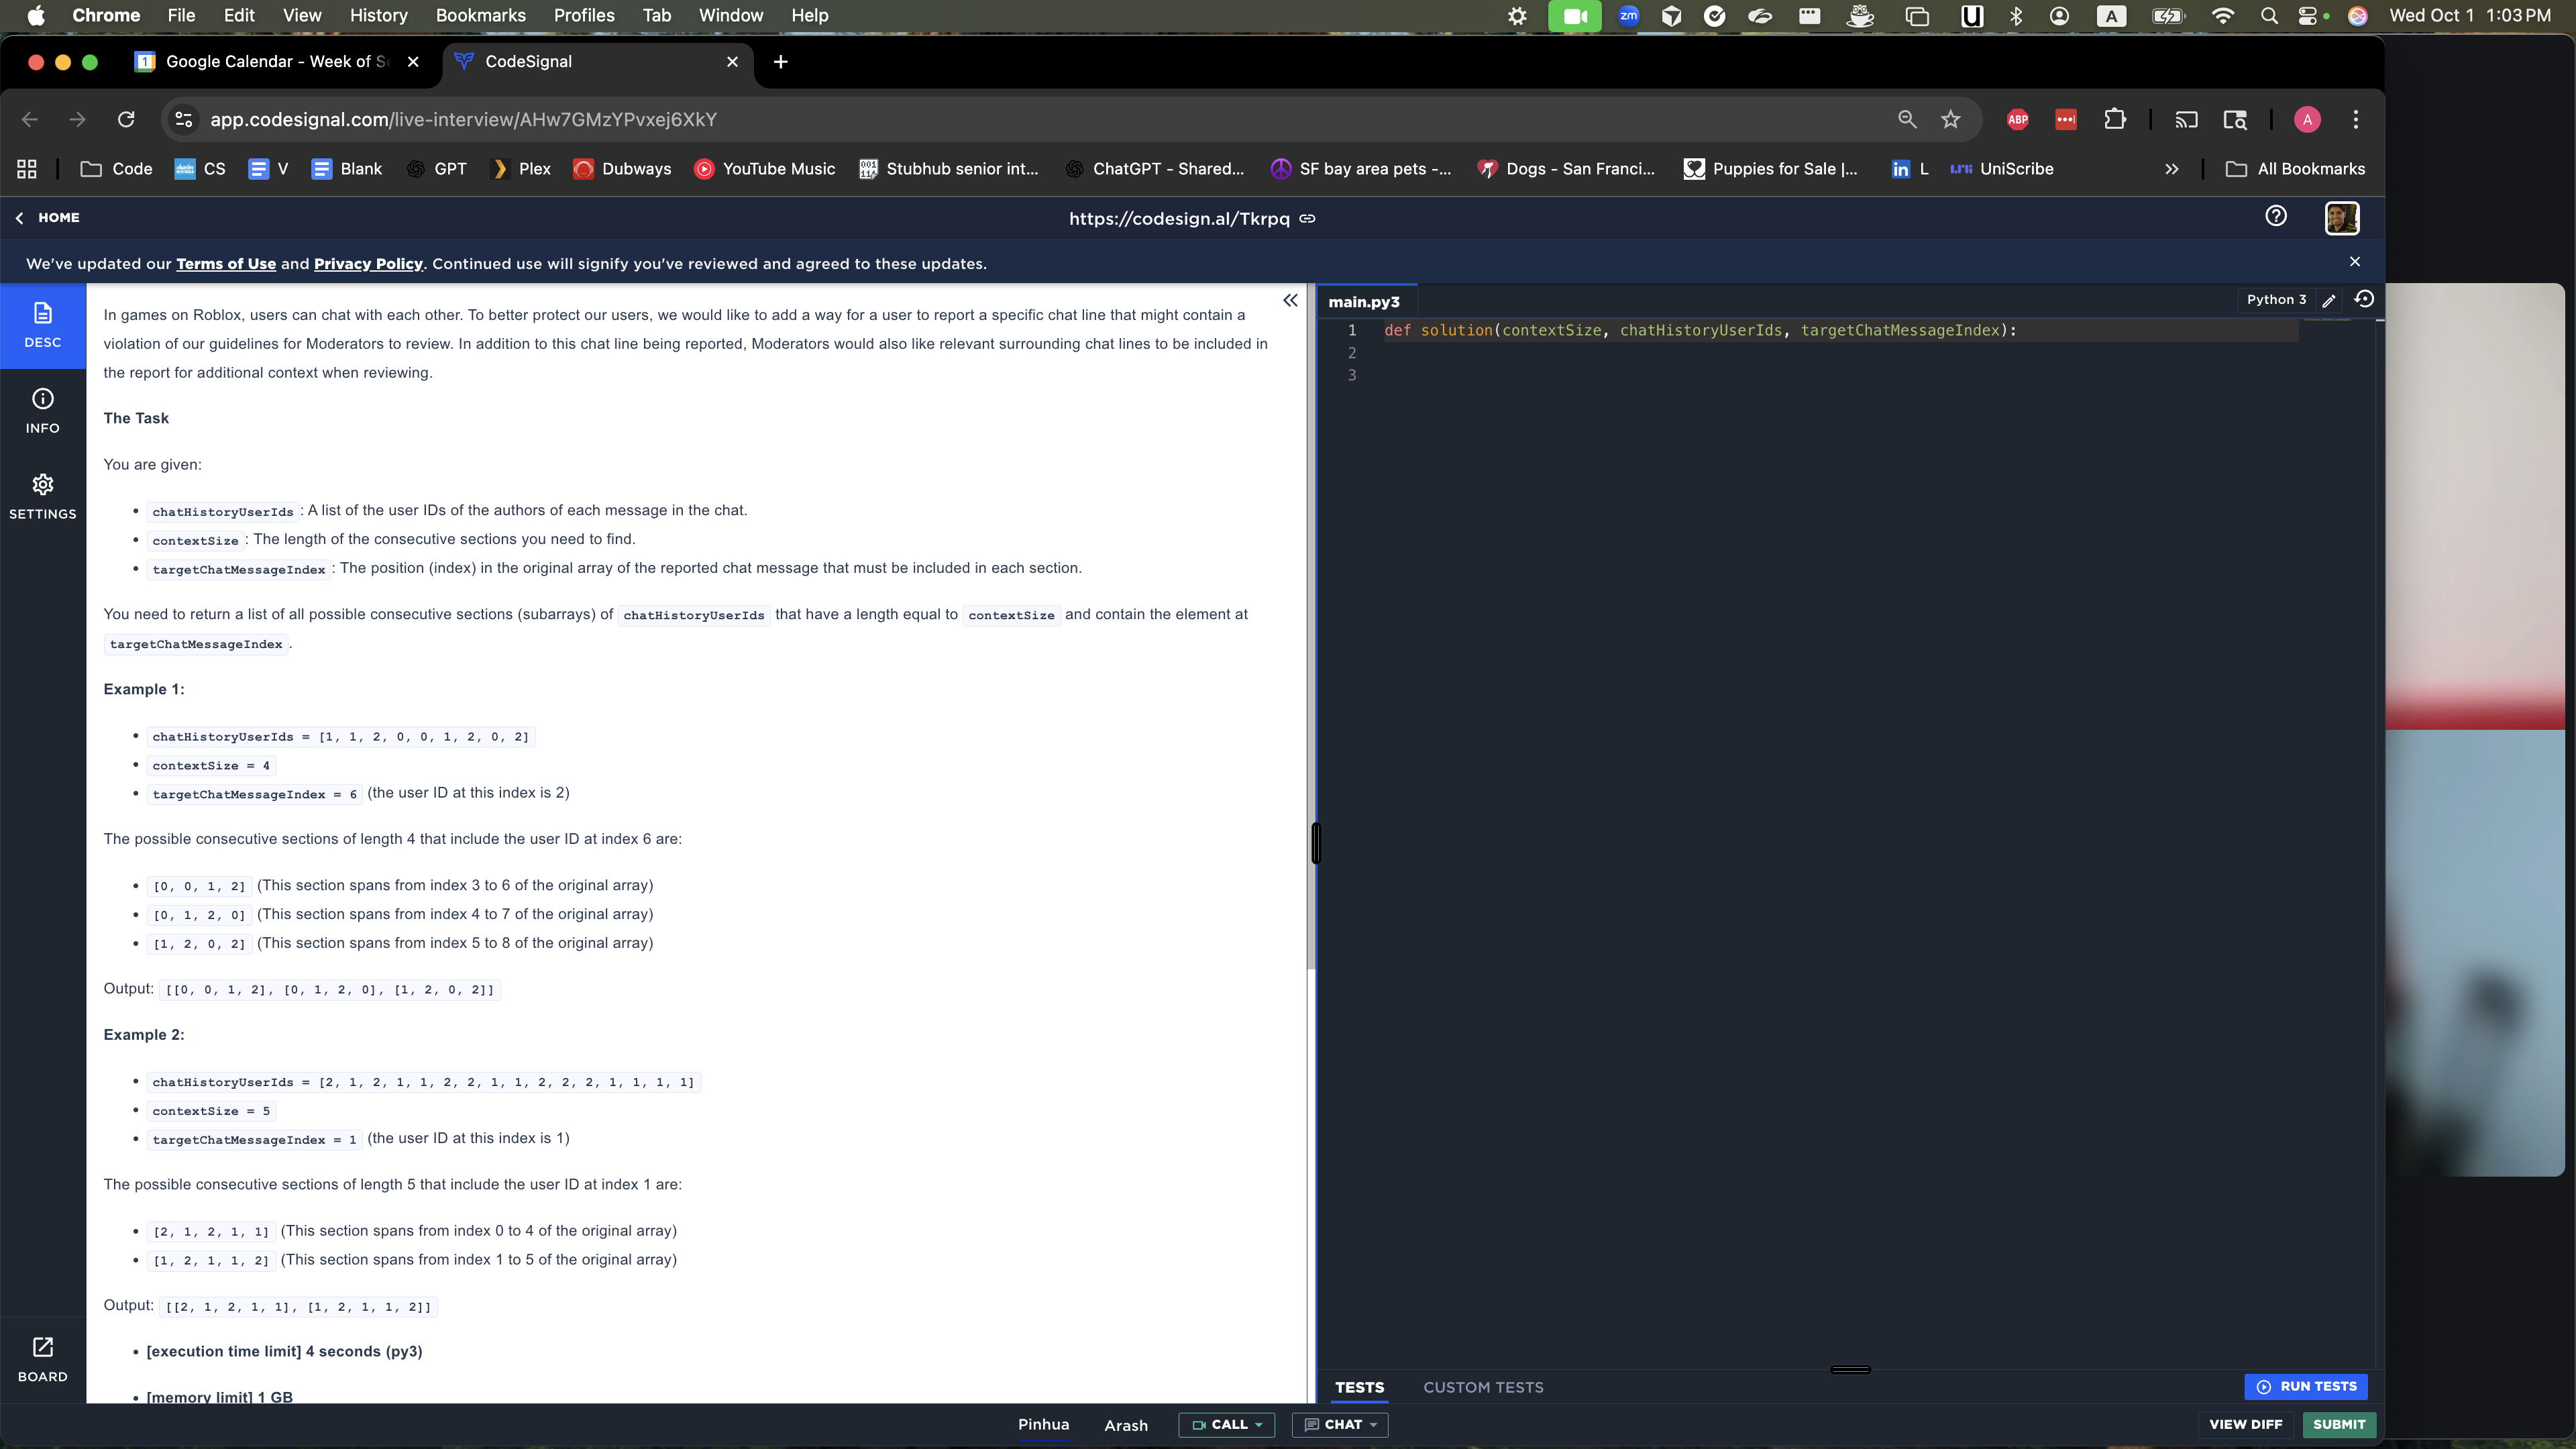 Chrome File Edit View History Bookmarks Profiles Tab Window Help
zm A Wed Oct 1 1:03 PM
Google Calendar - Week of
CodeSignal
app.codesignal.com/live-interview/AHw7GMzYPvxej6XkY
ABP
A
Code CS V Blank GPT Plex Dubways YouTube Music Stubhub senior int... ChatGPT - Shared... SF bay area pets -... Dogs - San Franci... Puppies for Sale |... L UniScribe
All Bookmarks
HOME
https://codesign.al/Tkrpq
We've updated our Terms of Use and Privacy Policy. Continued use will signify you've reviewed and agreed to these updates.
DESC
INFO
SETTINGS
BOARD
In games on Roblox, users can chat with each other. To better protect our users, we would like to add a way for a user to report a specific chat line that might contain a
violation of our guidelines for Moderators to review. In addition to this chat line being reported, Moderators would also like relevant surrounding chat lines to be included in
the report for additional context when reviewing.
The Task
You are given:
• chatHistoryUserIds : A list of the user IDs of the authors of each message in the chat.
• contextSize : The length of the consecutive sections you need to find.
• targetChatMessageIndex : The position (index) in the original array of the reported chat message that must be included in each section.
You need to return a list of all possible consecutive sections (subarrays) of chatHistoryUserIds that have a length equal to contextSize and contain the element at
targetChatMessageIndex .
Example 1:
• chatHistoryUserIds = [1, 1, 2, 0, 0, 1, 2, 0, 2]
• contextSize = 4
• targetChatMessageIndex = 6 (the user ID at this index is 2)
The possible consecutive sections of length 4 that include the user ID at index 6 are:
• [0, 0, 1, 2] (This section spans from index 3 to 6 of the original array)
• [0, 1, 2, 0] (This section spans from index 4 to 7 of the original array)
• [1, 2, 0, 2] (This section spans from index 5 to 8 of the original array)
Output: [[0, 0, 1, 2], [0, 1, 2, 0], [1, 2, 0, 2]]
Example 2:
• chatHistoryUserIds = [2, 1, 2, 1, 1, 2, 2, 1, 1, 2, 2, 2, 1, 1, 1, 1]
• contextSize = 5
• targetChatMessageIndex = 1 (the user ID at this index is 1)
The possible consecutive sections of length 5 that include the user ID at index 1 are:
• [2, 1, 2, 1, 1] (This section spans from index 0 to 4 of the original array)
• [1, 2, 1, 1, 2] (This section spans from index 1 to 5 of the original array)
Output: [[2, 1, 2, 1, 1], [1, 2, 1, 1, 2]]
• [execution time limit] 4 seconds (py3)
• [memory limit] 1 GB
main.py3
Python 3
1 def solution(contextSize, chatHistoryUserIds, targetChatMessageIndex):
2
3
TESTS CUSTOM TESTS RUN TESTS
Pinhua Arash CALL CHAT VIEW DIFF SUBMIT